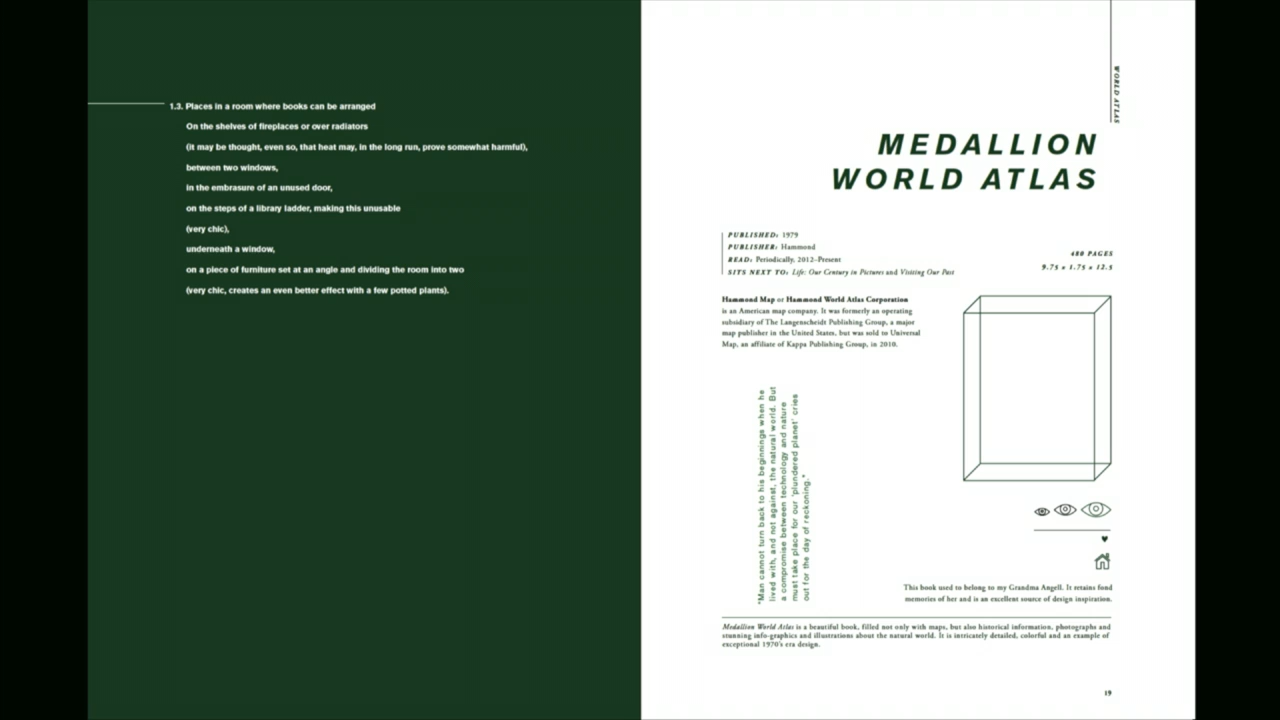 1.3. Places in a room where books can be arranged
On the shelves of fireplaces or over radiators
(it may be thought, even so, that heat may, in the long run, prove somewhat harmful),
between two windows,
in the embrasure of an unused door,
on the steps of a library ladder, making this unusable
(very chic),
underneath a window,
on a piece of furniture set at an angle and dividing the room into two
(very chic, creates an even better effect with a few potted plants).
WORLD ATLAS
MEDALLION
WORLD ATLAS
PUBLISHED: 1979
PUBLISHER: Hammond
READ: Periodically, 2012–Present
SITS NEXT TO: Life: Our Century in Pictures and Visiting Our Past
480 PAGES
9.75 x 1.75 x 12.5
Hammond Map or Hammond World Atlas Corporation
is an American map company. It was formerly an operating
subsidiary of The Langenscheidt Publishing Group, a major
map publisher in the United States, but was sold to Universal
Map, an affiliate of Kappa Publishing Group, in 2010.
"Man cannot turn back to his beginnings when he
lived with, and not against, the natural world. But
a compromise between technology and nature
must take place for our 'plundered planet' cries
out for the day of reckoning."
This book used to belong to my Grandma Angell. It retains fond
memories of her and is an excellent source of design inspiration.
Medallion World Atlas is a beautiful book, filled not only with maps, but also historical information, photographs and
stunning info-graphics and illustrations about the natural world. It is intricately detailed, colorful and an example of
exceptional 1970's era design.
19